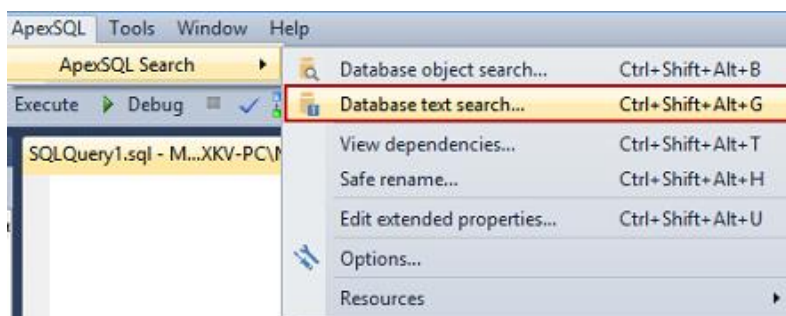 ApexSQL Tools Window Help
ApexSQL Search
Database object search... Ctrl+Shift+Alt+B
Execute Debug
Database text search... Ctrl+Shift+Alt+G
SQLQuery1.sql - M...XKV-PC\
View dependencies... Ctrl+Shift+Alt+T
Safe rename... Ctrl+Shift+Alt+H
Edit extended properties... Ctrl+Shift+Alt+U
Options...
Resources